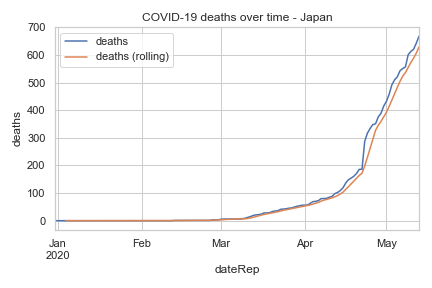 COVID-19 deaths over time - Japan
deaths
deaths (rolling)
700
600
500
400
300
200
100
0
deaths
Jan
2020
Feb
Mar
Apr
May
dateRep